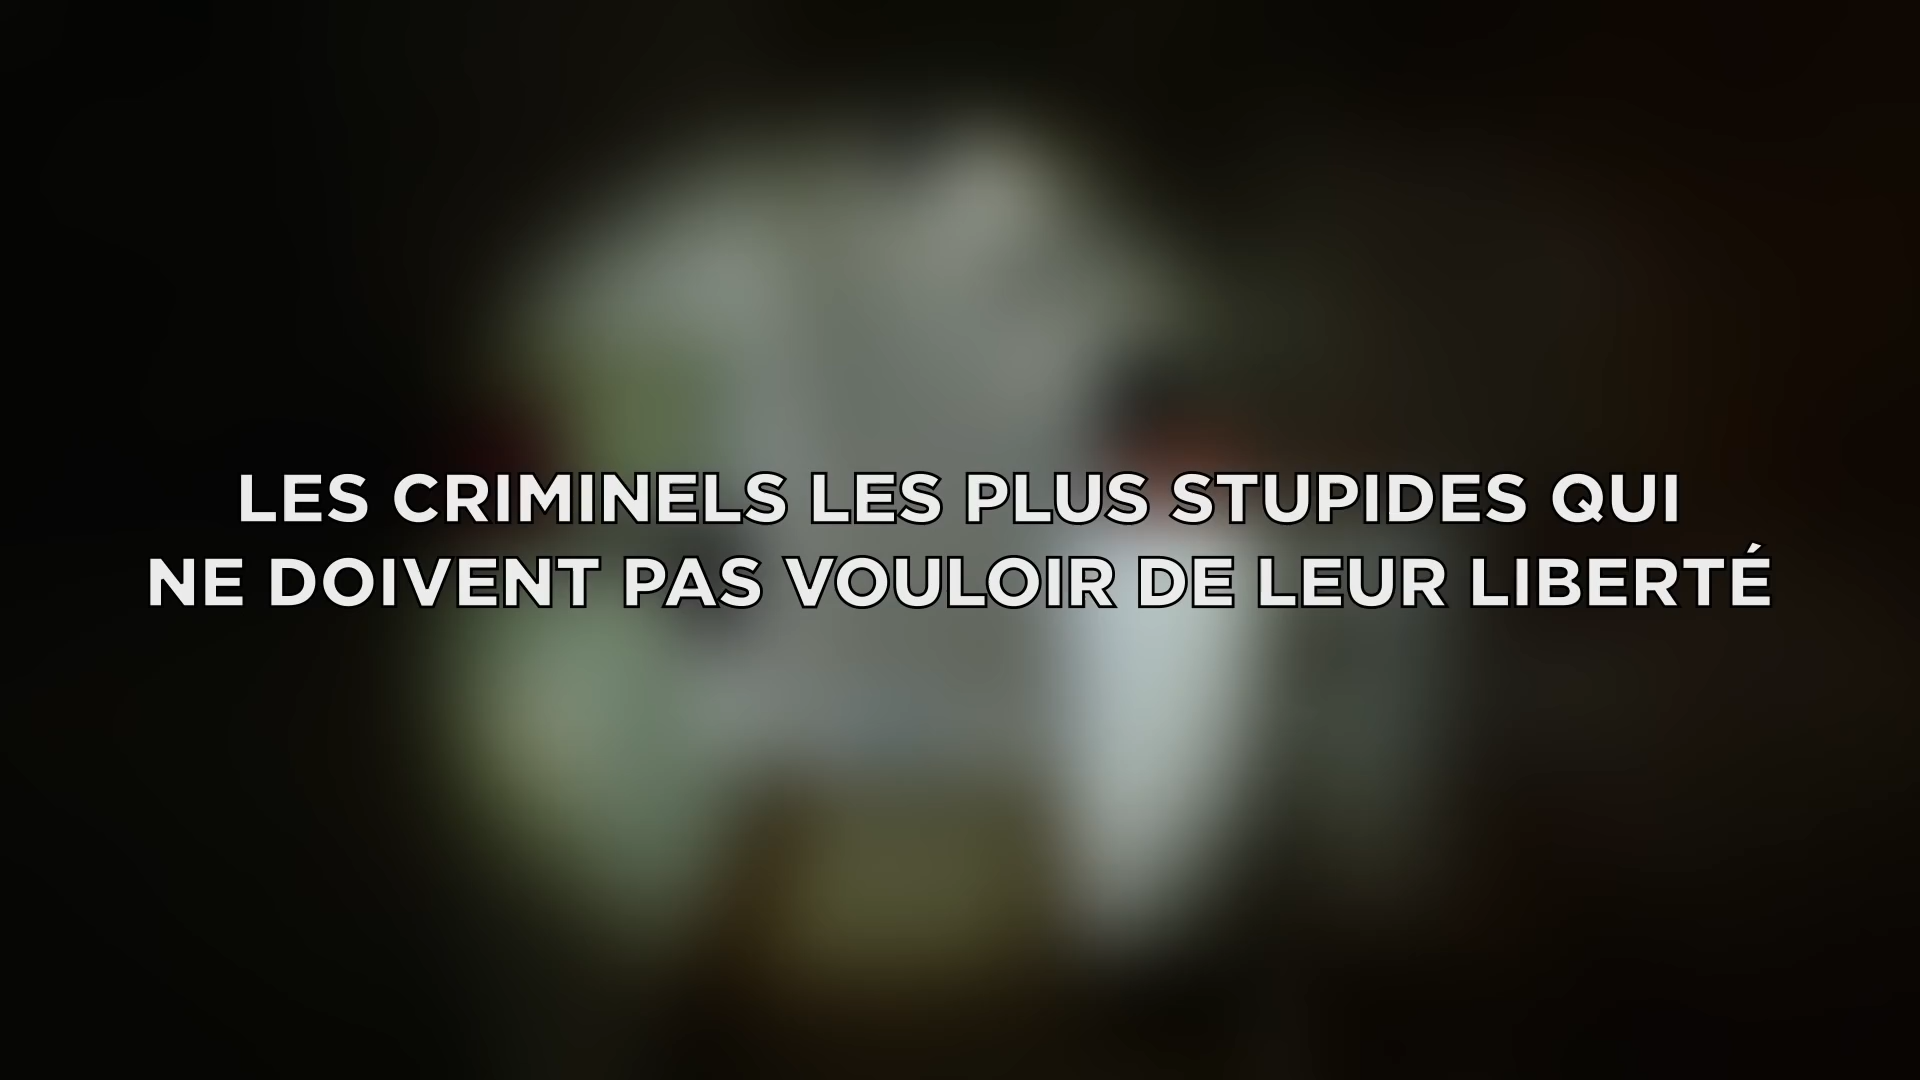 LES CRIMINELS LES PLUS STUPIDES QUI
NE DOIVENT PAS VOULOIR DE LEUR LIBERTÉ